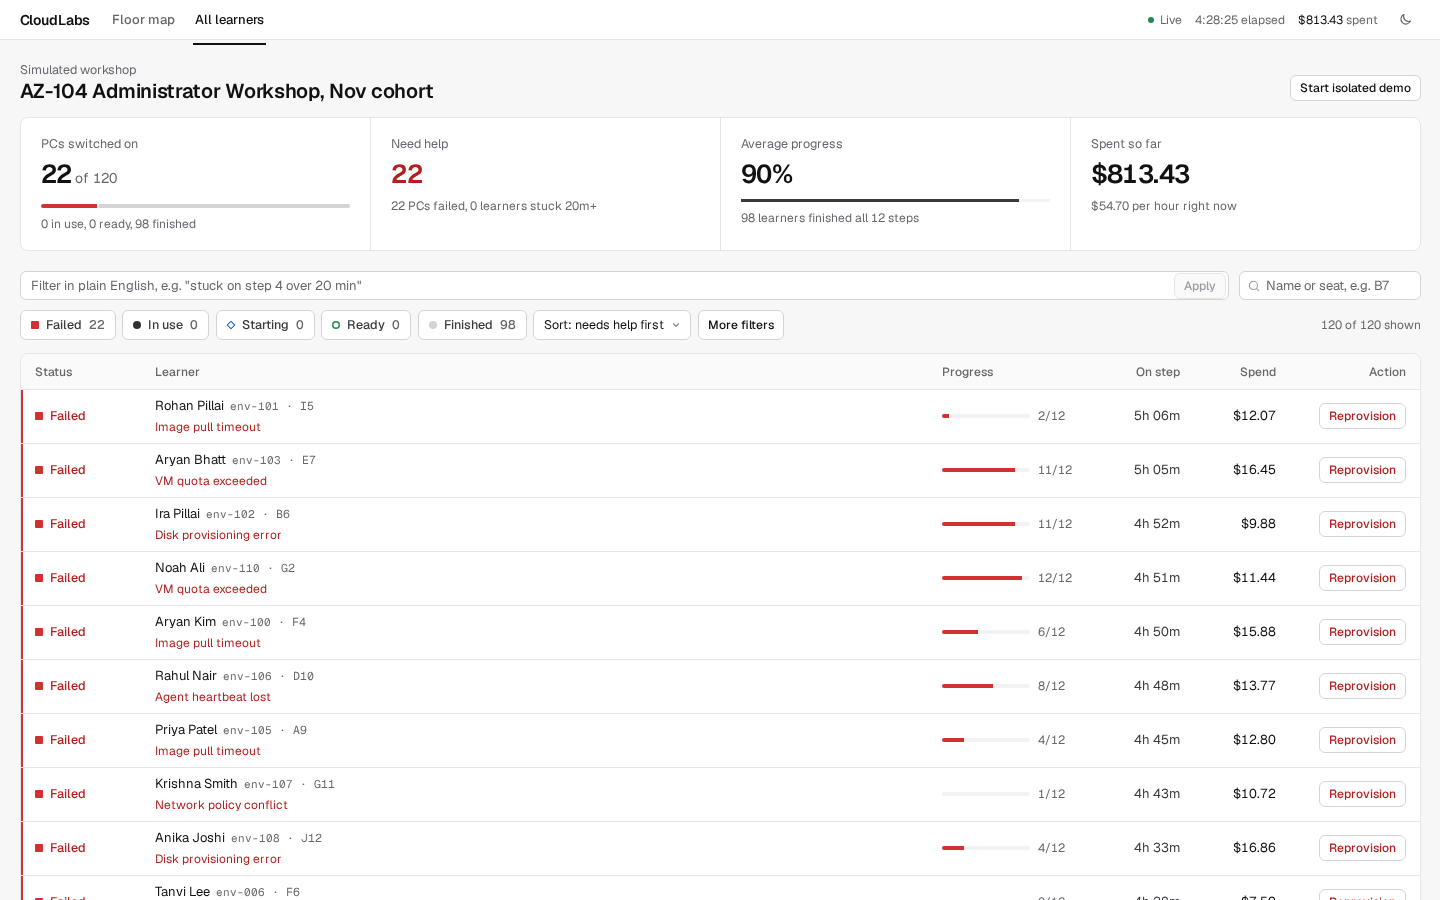 CloudLabs Floor map All learners Live 4:28:25 elapsed $813.43 spent
Simulated workshop
AZ-104 Administrator Workshop, Nov cohort
Start isolated demo
PCs switched on
22 of 120
0 in use, 0 ready, 98 finished
Need help
22
22 PCs failed, 0 learners stuck 20m+
Average progress
90%
98 learners finished all 12 steps
Spent so far
$813.43
$54.70 per hour right now
Filter in plain English, e.g. "stuck on step 4 over 20 min" Apply Name or seat, e.g. B7
Failed 22 In use 0 Starting 0 Ready 0 Finished 98 Sort: needs help first More filters 120 of 120 shown
Status Learner Progress On step Spend Action
Failed Rohan Pillai env-101 · I5 2/12 5h 06m $12.07 Reprovision
Image pull timeout
Failed Aryan Bhatt env-103 · E7 11/12 5h 05m $16.45 Reprovision
VM quota exceeded
Failed Ira Pillai env-102 · B6 11/12 4h 52m $9.88 Reprovision
Disk provisioning error
Failed Noah Ali env-110 · G2 12/12 4h 51m $11.44 Reprovision
VM quota exceeded
Failed Aryan Kim env-100 · F4 6/12 4h 50m $15.88 Reprovision
Image pull timeout
Failed Rahul Nair env-106 · D10 8/12 4h 48m $13.77 Reprovision
Agent heartbeat lost
Failed Priya Patel env-105 · A9 4/12 4h 45m $12.80 Reprovision
Image pull timeout
Failed Krishna Smith env-107 · G11 1/12 4h 43m $10.72 Reprovision
Network policy conflict
Failed Anika Joshi env-108 · J12 4/12 4h 33m $16.86 Reprovision
Disk provisioning error
Tanvi Lee env-006 · F6